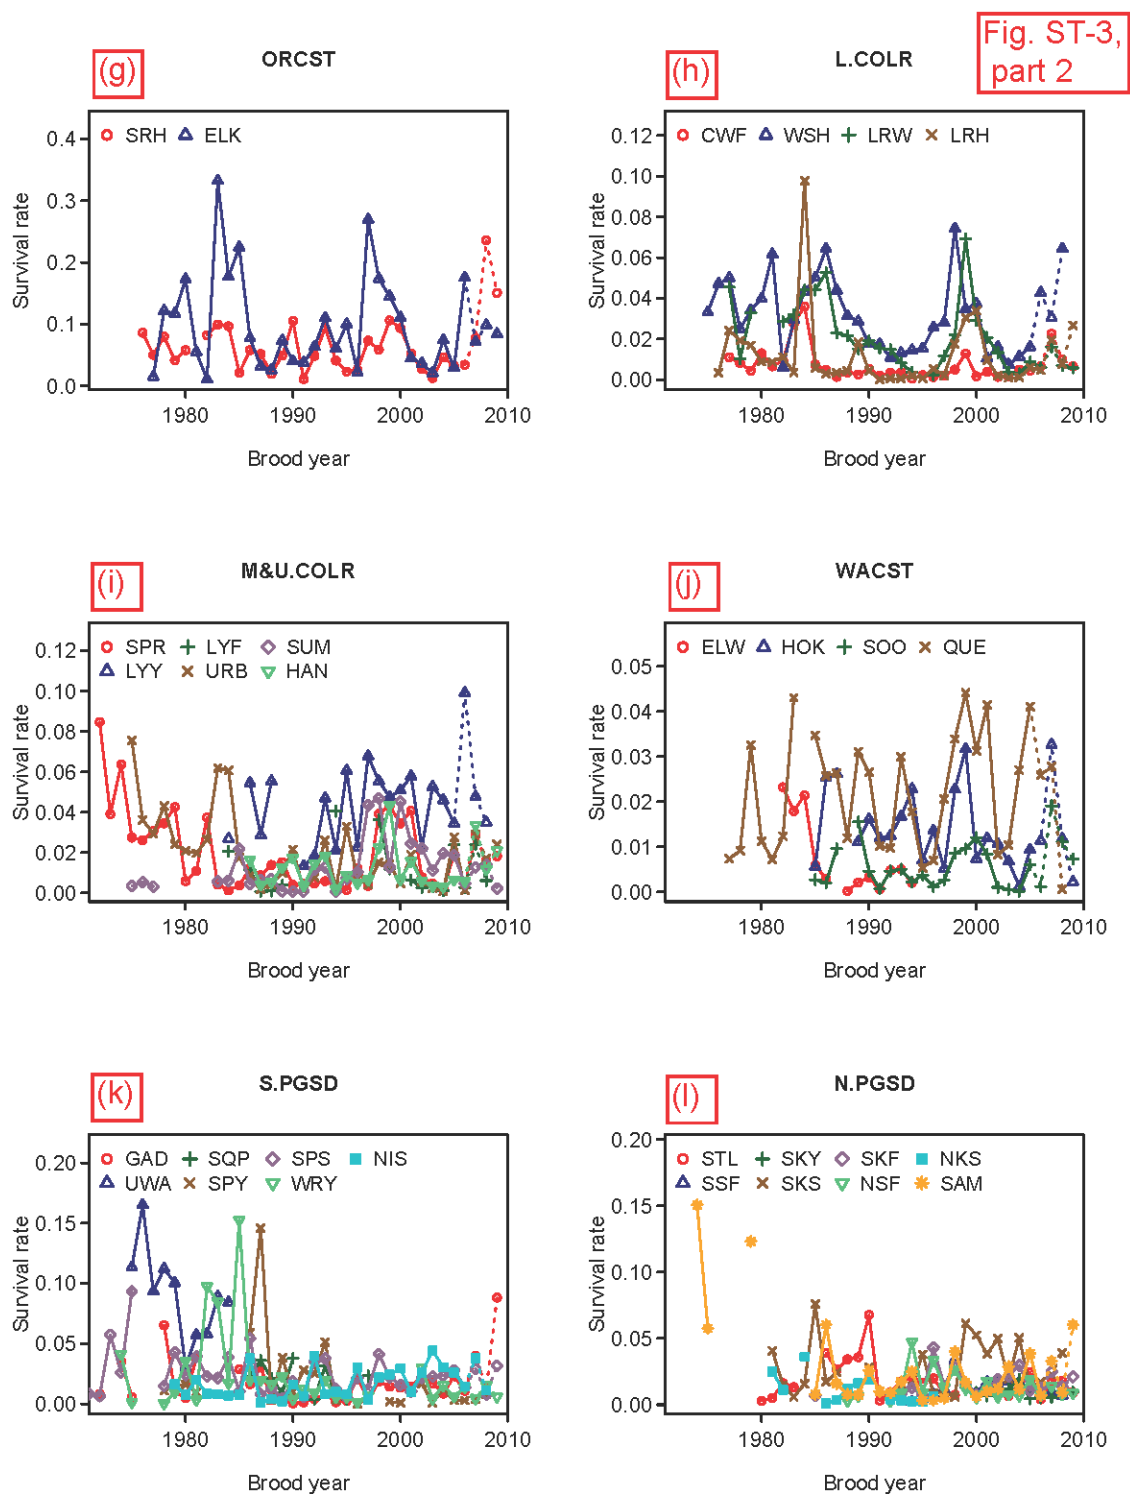 Fig. ST-3,
part 2
(g)
ORCST
SRH ELK
0.4
0.3
0.2
0.1
0.0
Survival rate
1980 1990 2000 2010
Brood year
(h)
L.COLR
CWF WSH LRW LRH
0.12
0.10
0.08
0.06
0.04
0.02
0.00
Survival rate
1980 1990 2000 2010
Brood year
(i)
M&U.COLR
SPR LYF SUM
LYY URB HAN
0.12
0.10
0.08
0.06
0.04
0.02
0.00
Survival rate
1980 1990 2000 2010
Brood year
(j)
WACST
ELW HOK SOO QUE
0.05
0.04
0.03
0.02
0.01
0.00
Survival rate
1980 1990 2000 2010
Brood year
(k)
S.PGSD
GAD SQP SPS NIS
UWA SPY WRY
0.20
0.15
0.10
0.05
0.00
Survival rate
1980 1990 2000 2010
Brood year
(l)
N.PGSD
STL SKY SKF NKS
SSF SKS NSF SAM
0.20
0.15
0.10
0.05
0.00
Survival rate
1980 1990 2000 2010
Brood year